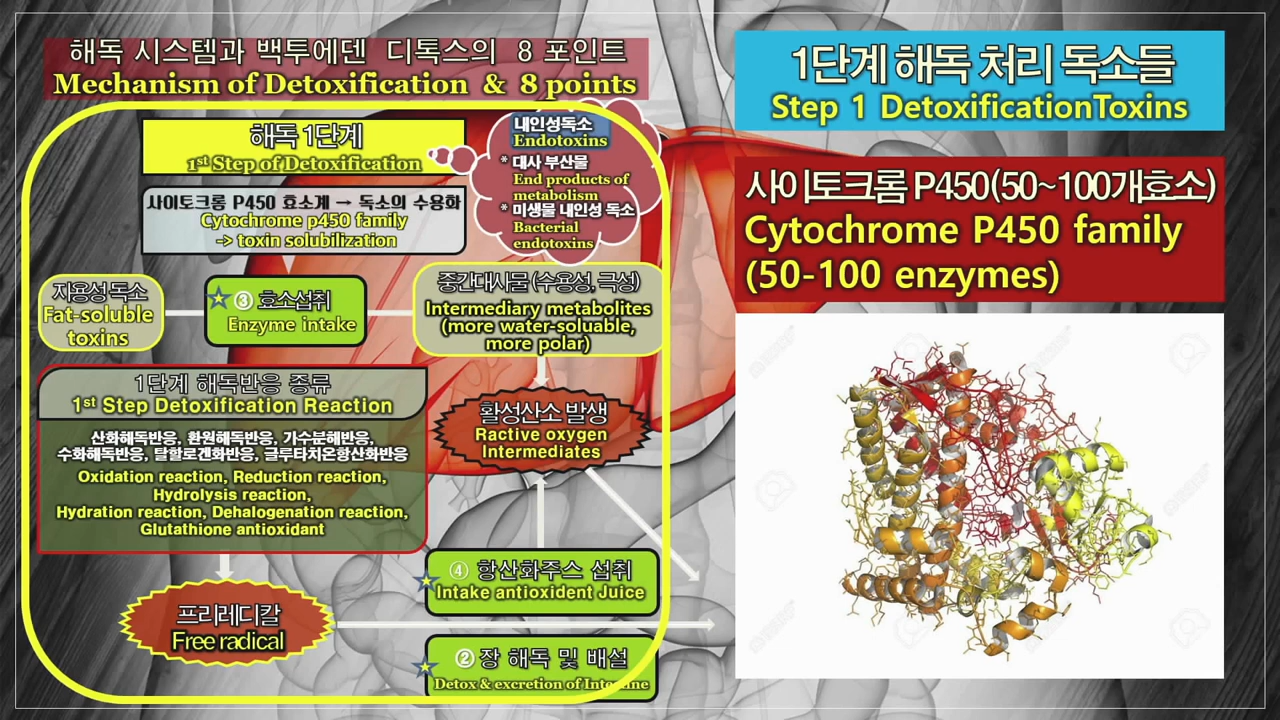 해독 시스템과 백투에덴 디톡스의 8 포인트
Mechanism of Detoxification & 8 points
해독 1단계
1st Step of Detoxification
내인성독소
Endotoxins
* 대사 부산물
End products of
metabolism
* 미생물 내인성 독소
Bacterial
endotoxins
사이토크롬 P450 효소계 → 독소의 수용화
Cytochrome p450 family
-> toxin solubilization
지용성 독소
Fat-soluble
toxins
③ 효소섭취
Enzyme intake
중간대사물 (수용성, 극성)
Intermediary metabolites
(more water-soluable,
more polar)
1단계 해독반응 종류
1st Step Detoxification Reaction
산화해독반응, 환원해독반응, 가수분해반응,
수화해독반응, 탈할로겐화반응, 글루타치온항산화반응
Oxidation reaction, Reduction reaction,
Hydrolysis reaction,
Hydration reaction, Dehalogenation reaction,
Glutathione antioxidant
활성산소 발생
Ractive oxygen
Intermediates
④ 항산화주스 섭취
Intake antioxident Juice
프리레디칼
Free radical
② 장 해독 및 배설
Detox & excretion of Intestine
1단계 해독 처리 독소들
Step 1 DetoxificationToxins
사이토크롬 P450(50~100개효소)
Cytochrome P450 family
(50-100 enzymes)